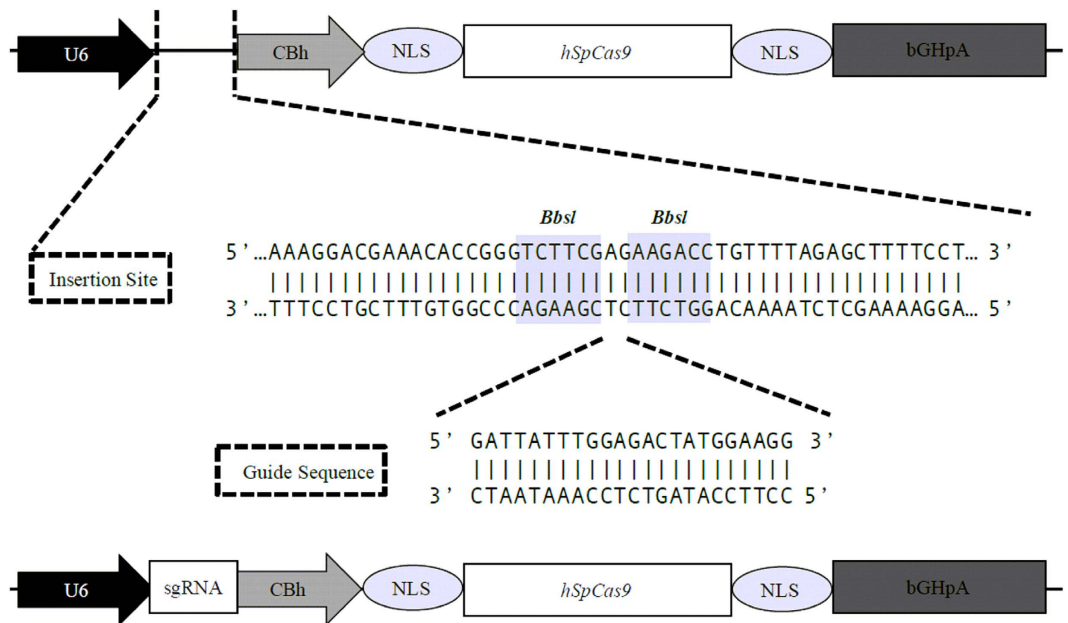 U6 CBh NLS hSpCas9 NLS bGHpA
BbsI BbsI
5’ …AAAGGACGAAACACCGGGTCTTCGAGAAGACCTGTTTTAGAGCTTTTCCT… 3’
Insertion Site
3’ …TTTCCTGCTTTGTGGCCCAGAAGCTCTTCTGGACAAAATCTCGAAAAGGA… 5’
5’ GATTATTTGGAGACTATGGAAGG 3’
Guide Sequence
3’ CTAATAAACCTCTGATACCTTCC 5’
U6 sgRNA CBh NLS hSpCas9 NLS bGHpA